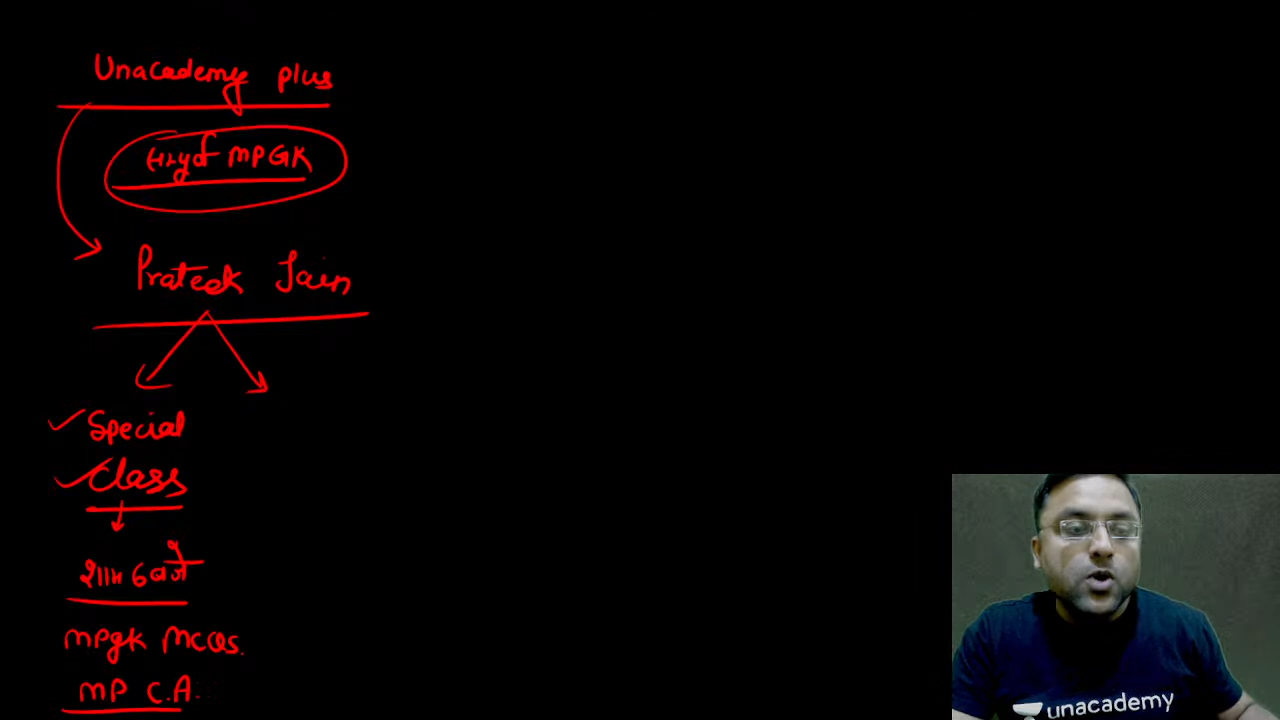 Unacademy plus
सम्पूर्ण MPGK
Prateek Jain
Special
Class
शाम 6 बजे
MPgk MCQs.
MP C.A.
unacademy